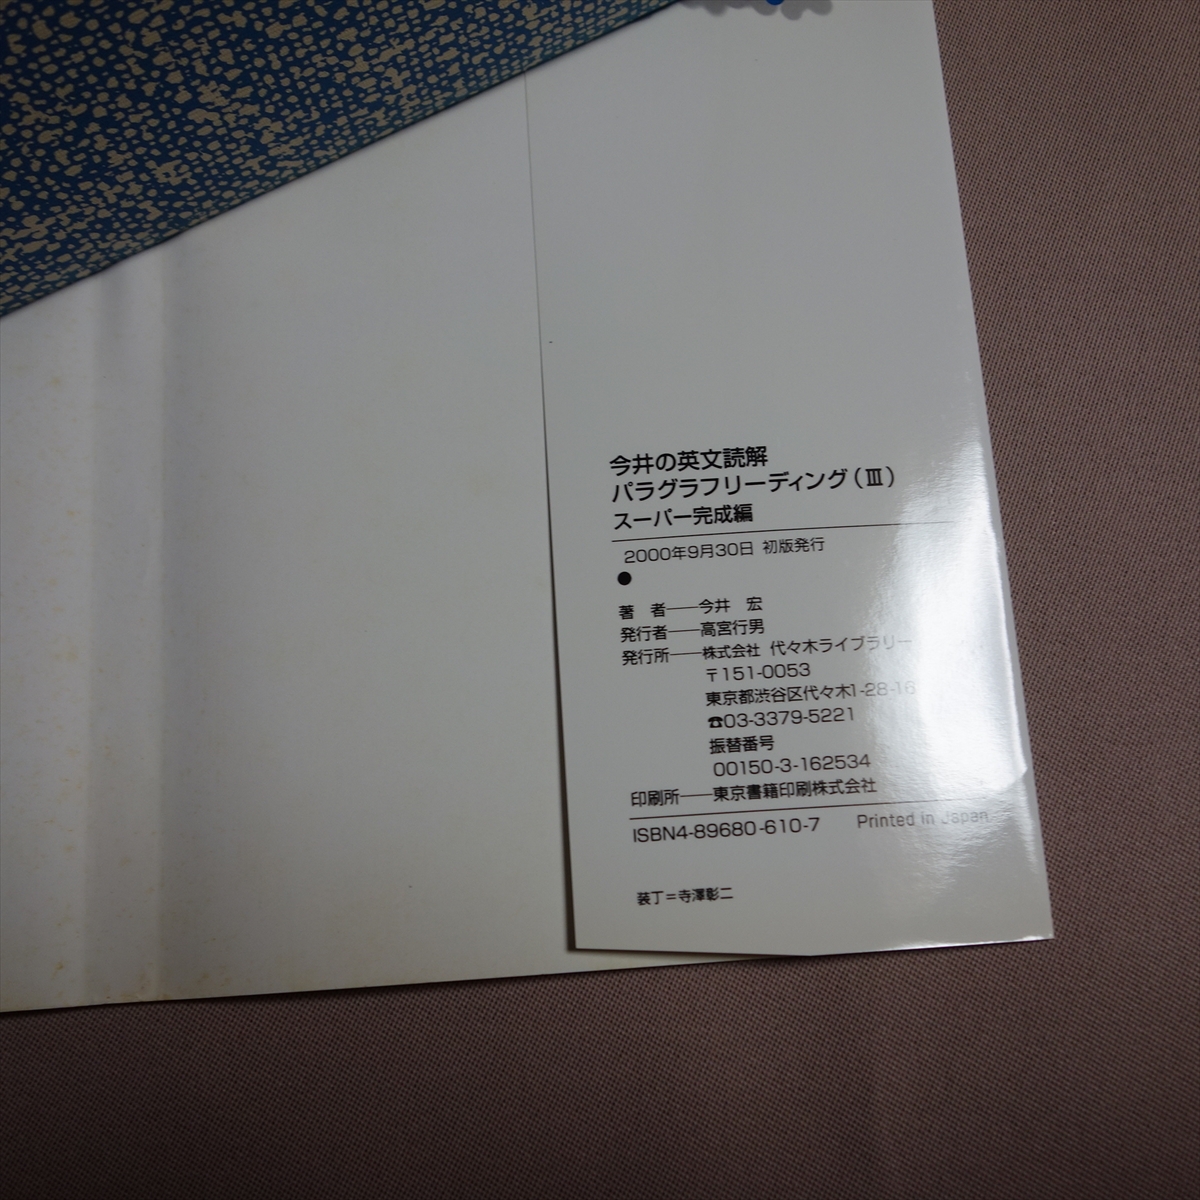 今井の英文読解
パラグラフリーディング(Ⅲ)
スーパー完成編
2000年9月30日 初版発行
●
著 者──今井 宏
発行者──高宮行男
発行所──株式会社 代々木ライブラリー
〒151-0053
東京都渋谷区代々木1-28-16
☎03-3379-5221
振替番号
00150-3-162534
印刷所──東京書籍印刷株式会社
ISBN4-89680-610-7 Printed in Japan
装丁=寺澤彰二